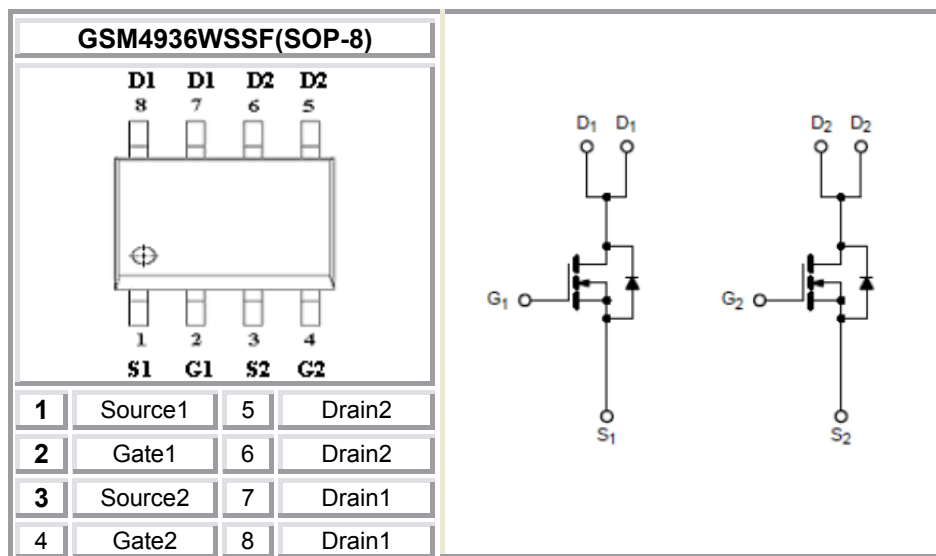 GSM4936WSSF(SOP-8)
D1 D1 D2 D2
8 7 6 5
1 2 3 4
S1 G1 S2 G2
1 Source1 5 Drain2
2 Gate1 6 Drain2
3 Source2 7 Drain1
4 Gate2 8 Drain1
D1 D1
G1
S1
D2 D2
G2
S2